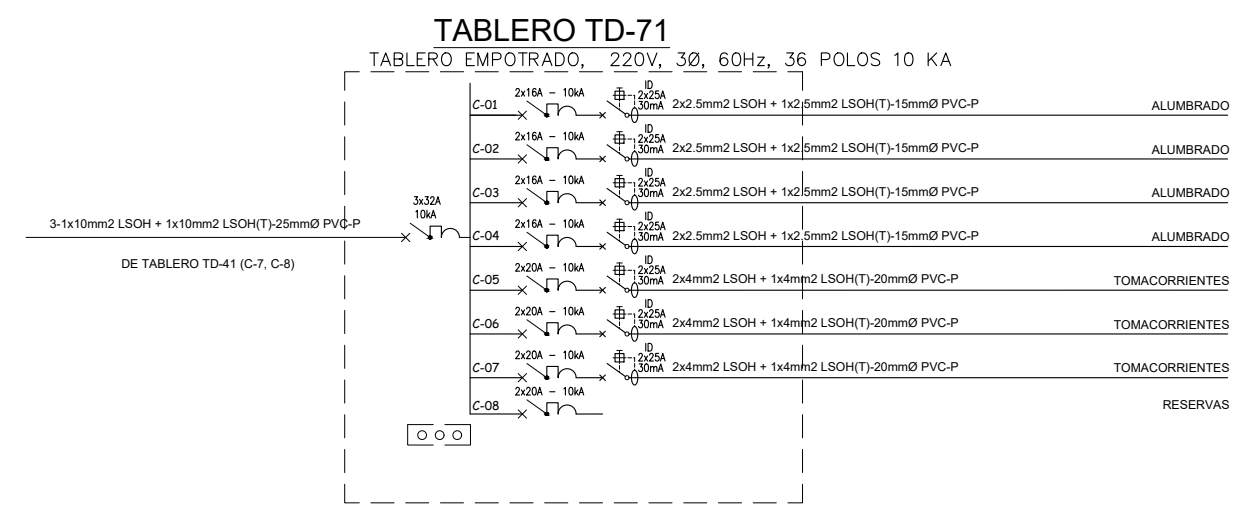 TABLERO TD-71
TABLERO EMPOTRADO, 220V, 3Ø, 60Hz, 36 POLOS 10 KA
C-01
2x16A - 10kA
ID
2x25A
30mA
2x2.5mm2 LSOH + 1x2.5mm2 LSOH(T)-15mmØ PVC-P
ALUMBRADO
C-02
2x16A - 10kA
ID
2x25A
30mA
2x2.5mm2 LSOH + 1x2.5mm2 LSOH(T)-15mmØ PVC-P
ALUMBRADO
C-03
2x16A - 10kA
ID
2x25A
30mA
2x2.5mm2 LSOH + 1x2.5mm2 LSOH(T)-15mmØ PVC-P
ALUMBRADO
3x32A
10kA
3-1x10mm2 LSOH + 1x10mm2 LSOH(T)-25mmØ PVC-P
DE TABLERO TD-41 (C-7, C-8)
C-04
2x16A - 10kA
ID
2x25A
30mA
2x2.5mm2 LSOH + 1x2.5mm2 LSOH(T)-15mmØ PVC-P
ALUMBRADO
C-05
2x20A - 10kA
ID
2x25A
30mA
2x4mm2 LSOH + 1x4mm2 LSOH(T)-20mmØ PVC-P
TOMACORRIENTES
C-06
2x20A - 10kA
ID
2x25A
30mA
2x4mm2 LSOH + 1x4mm2 LSOH(T)-20mmØ PVC-P
TOMACORRIENTES
C-07
2x20A - 10kA
ID
2x25A
30mA
2x4mm2 LSOH + 1x4mm2 LSOH(T)-20mmØ PVC-P
TOMACORRIENTES
C-08
2x20A - 10kA
RESERVAS